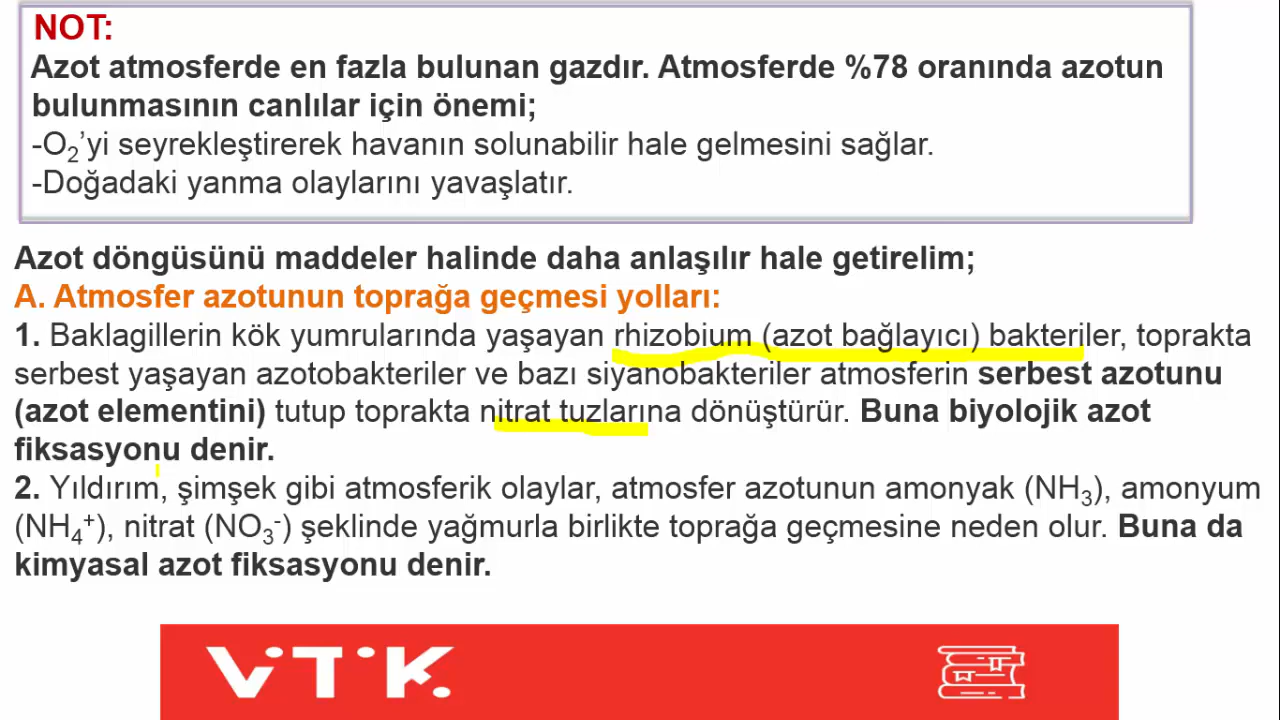 NOT:
Azot atmosferde en fazla bulunan gazdır. Atmosferde %78 oranında azotun
bulunmasının canlılar için önemi;
-O₂’yi seyrekleştirerek havanın solunabilir hale gelmesini sağlar.
-Doğadaki yanma olaylarını yavaşlatır.
Azot döngüsünü maddeler halinde daha anlaşılır hale getirelim;
A. Atmosfer azotunun toprağa geçmesi yolları:
1. Baklagillerin kök yumrularında yaşayan rhizobium (azot bağlayıcı) bakteriler, toprakta
serbest yaşayan azotobakteriler ve bazı siyanobakteriler atmosferin serbest azotunu
(azot elementini) tutup toprakta nitrat tuzlarına dönüştürür. Buna biyolojik azot
fiksasyonu denir.
2. Yıldırım, şimşek gibi atmosferik olaylar, atmosfer azotunun amonyak (NH₃), amonyum
(NH₄⁺), nitrat (NO₃⁻) şeklinde yağmurla birlikte toprağa geçmesine neden olur. Buna da
kimyasal azot fiksasyonu denir.
VİTİK